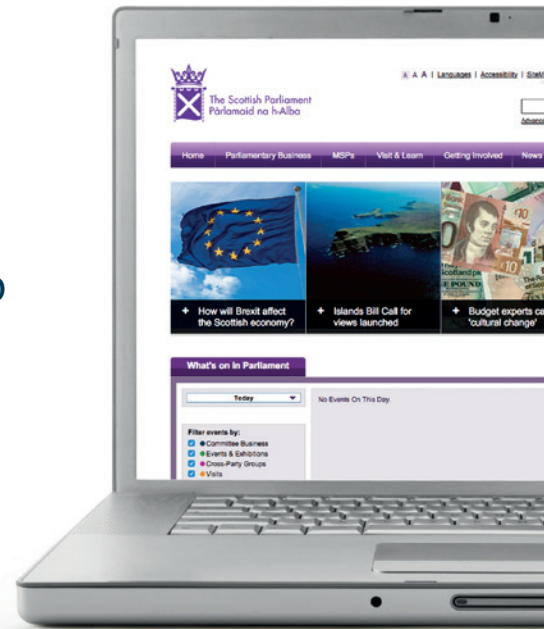 The Scottish Parliament
Pàrlamaid na h-Alba
A A A | Languages | Accessibility |
Home Parliamentary Business MSPs Visit & Learn Getting Involved News
+ How will Brexit affect
the Scottish economy?
+ Islands Bill Call for
views launched
+ Budget experts
'cultural change'
£10
£10
What's on in Parliament
Today
No Events On This Day.
Filter events by:
Committee Business
Events & Exhibitions
Cross-Party Groups
Visits